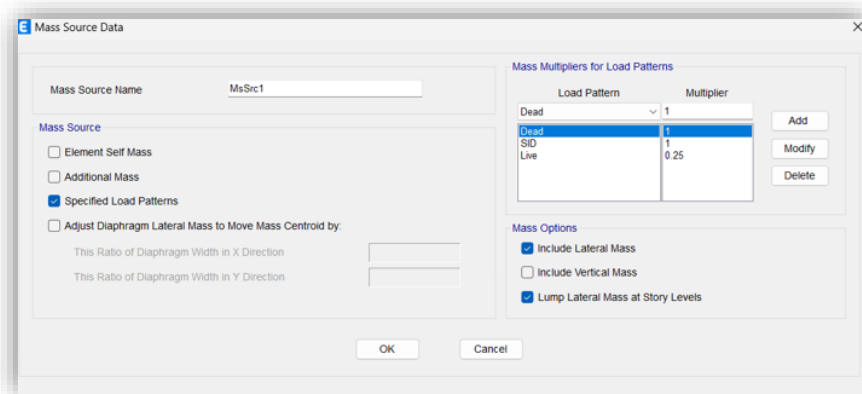 E Mass Source Data
Mass Source Name MsSrc1
Mass Source
Element Self Mass
Additional Mass
Specified Load Patterns
Adjust Diaphragm Lateral Mass to Move Mass Centroid by:
This Ratio of Diaphragm Width in X Direction
This Ratio of Diaphragm Width in Y Direction
Mass Multipliers for Load Patterns
Load Pattern Multiplier
Dead 1
Dead 1
SID 1
Live 0.25
Add
Modify
Delete
Mass Options
Include Lateral Mass
Include Vertical Mass
Lump Lateral Mass at Story Levels
OK Cancel